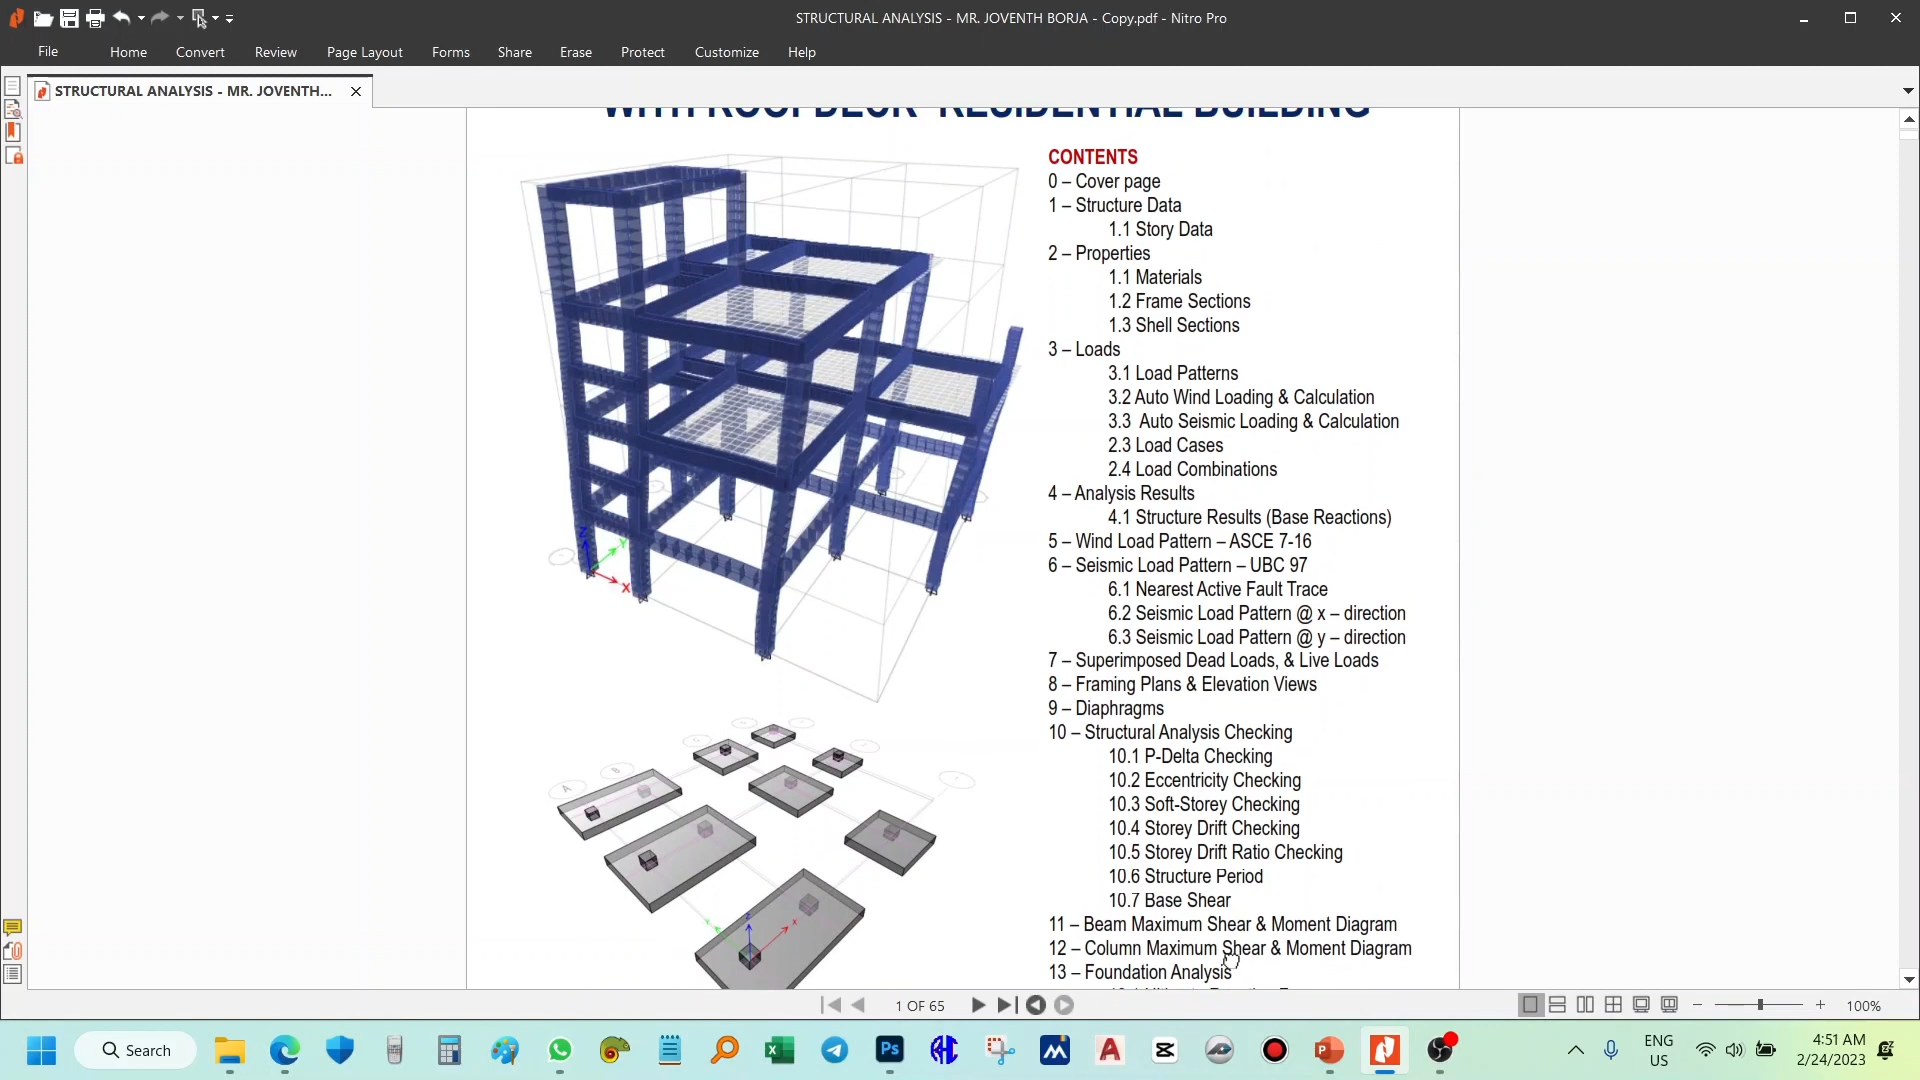 STRUCTURAL ANALYSIS - MR. JOVENTH BORJA - Copy.pdf - Nitro Pro
File Home Convert Review Page Layout Forms Share Erase Protect Customize Help
STRUCTURAL ANALYSIS - MR. JOVENTH...
WITH ROOF DECK RESIDENTIAL BUILDING
CONTENTS
0 – Cover page
1 – Structure Data
1.1 Story Data
2 – Properties
1.1 Materials
1.2 Frame Sections
1.3 Shell Sections
3 – Loads
3.1 Load Patterns
3.2 Auto Wind Loading & Calculation
3.3 Auto Seismic Loading & Calculation
2.3 Load Cases
2.4 Load Combinations
4 – Analysis Results
4.1 Structure Results (Base Reactions)
5 – Wind Load Pattern – ASCE 7-16
6 – Seismic Load Pattern – UBC 97
6.1 Nearest Active Fault Trace
6.2 Seismic Load Pattern @ x – direction
6.3 Seismic Load Pattern @ y – direction
7 – Superimposed Dead Loads, & Live Loads
8 – Framing Plans & Elevation Views
9 – Diaphragms
10 – Structural Analysis Checking
10.1 P-Delta Checking
10.2 Eccentricity Checking
10.3 Soft-Storey Checking
10.4 Storey Drift Checking
10.5 Storey Drift Ratio Checking
10.6 Structure Period
10.7 Base Shear
11 – Beam Maximum Shear & Moment Diagram
12 – Column Maximum Shear & Moment Diagram
13 – Foundation Analysis
Z
Y
X
A
B
1 OF 65
100%
Search
ENG
US
4:51 AM
2/24/2023